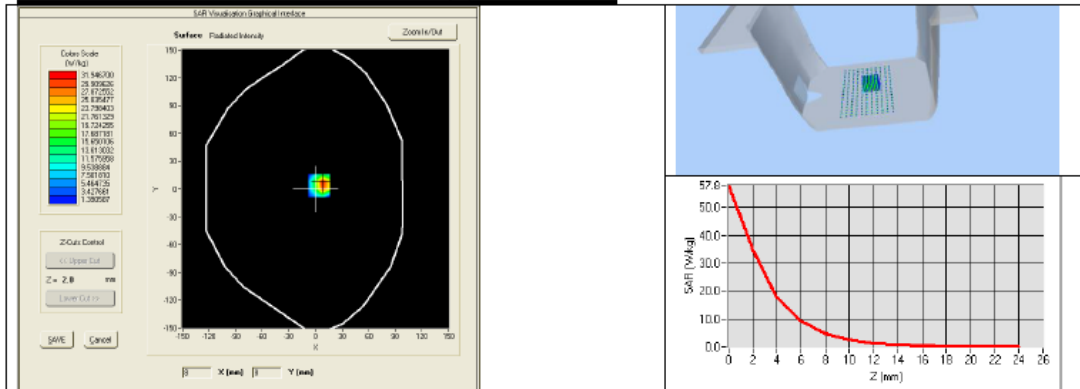 SAR Visualisation Graphical Interface
Surface Radiated Intensity
Zoom In/Out
Colors Scale
(W/kg)
31.946700
29.909626
27.872552
25.835477
23.798403
21.761329
19.724255
17.687181
15.650106
13.613032
11.575958
9.538884
7.501810
5.464735
3.427661
1.390587
Z-Cuts Control
<< Upper Cut
Z = 2.0 mm
Lower Cut >>
SAVE Cancel
150-
120-
90-
60-
30-
0-
-30-
-60-
-90-
-120-
-150-
Y
-150 -120 -90 -60 -30 0 30 60 90 120 150
X
X (mm) Y (mm)
57.8-
50.0-
40.0-
30.0-
20.0-
10.0-
0.0-
SAR (W/kg)
0 2 4 6 8 10 12 14 16 18 20 22 24 26
Z (mm)